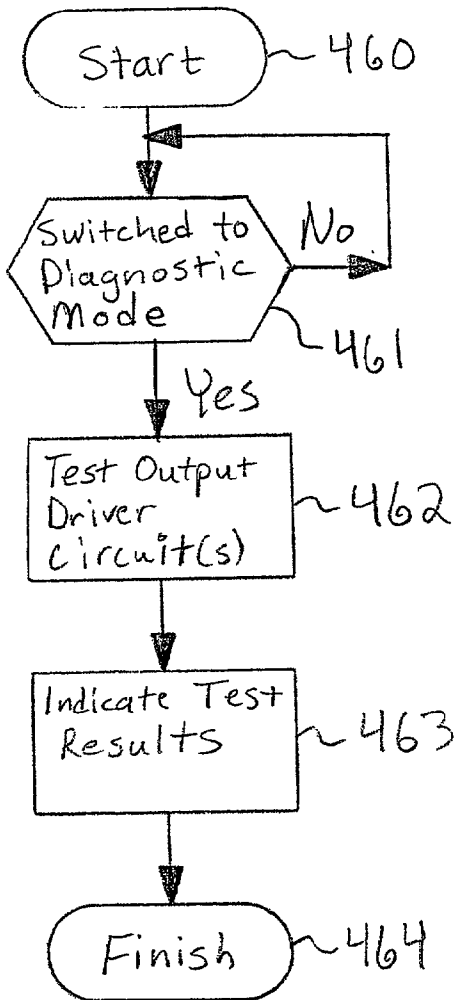 Start
460
Switched to
Diagnostic
Mode
No
461
Yes
Test Output
Driver
Circuit(s)
462
Indicate Test
Results
463
Finish
464